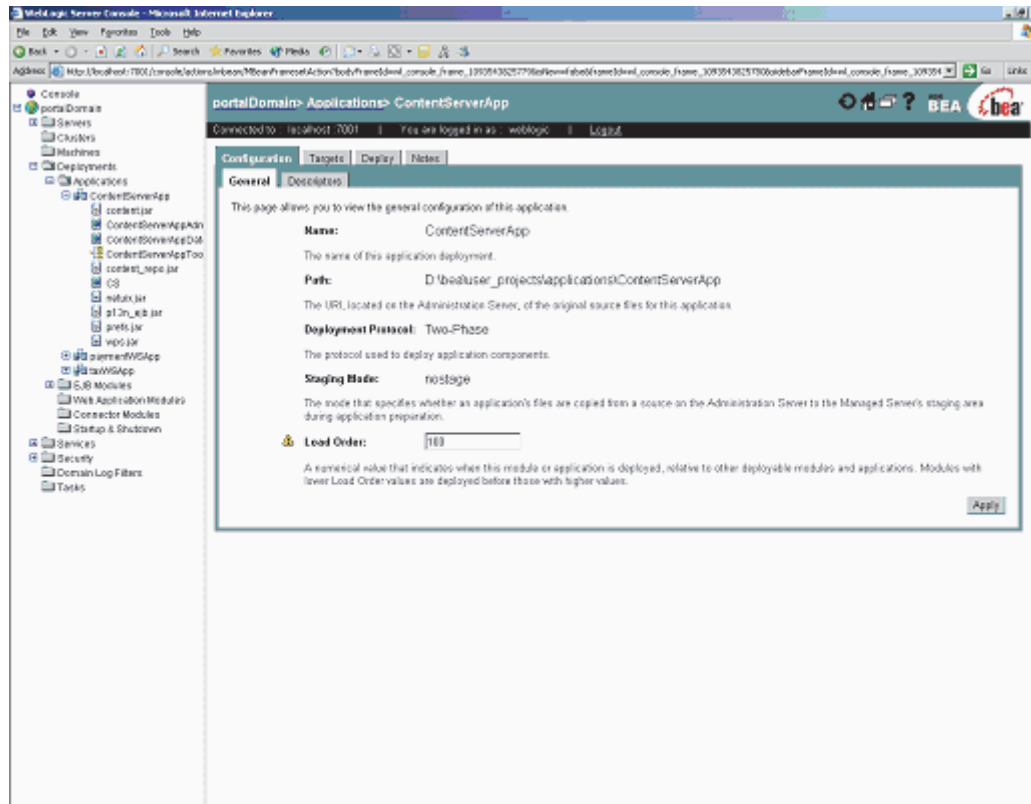 WebLogic Server Console - Microsoft Internet Explorer
File Edit View Favorites Tools Help
Back Search Favorites Media
Address Go Links
Console
portalDomain
Servers
Clusters
Machines
Deployments
Applications
ContentServerApp
content.jar
ContentServerAppAdm
ContentServerAppDat
ContentServerAppToo
content_repo.jar
CS
netuix.jar
p13n_ejb.jar
prefs.jar
wps.jar
paymentWSApp
taxWSApp
EJB Modules
Web Application Modules
Connector Modules
Startup & Shutdown
Services
Security
Domain Log Filters
Tasks
portalDomain> Applications> ContentServerApp
? BEA bea
Connected to : localhost :7001 | You are logged in as : weblogic | Logout
Configuration Targets Deploy Notes
General Descriptors
This page allows you to view the general configuration of this application.
Name: ContentServerApp
The name of this application deployment.
Path: D:\bea\user_projects\applications\ContentServerApp
The URI, located on the Administration Server, of the original source files for this application.
Deployment Protocol: Two-Phase
The protocol used to deploy application components.
Staging Mode: nostage
The mode that specifies whether an application's files are copied from a source on the Administration Server to the Managed Server's staging area
during application preparation.
Load Order: 100
A numerical value that indicates when this module or application is deployed, relative to other deployable modules and applications. Modules with
lower Load Order values are deployed before those with higher values.
Apply